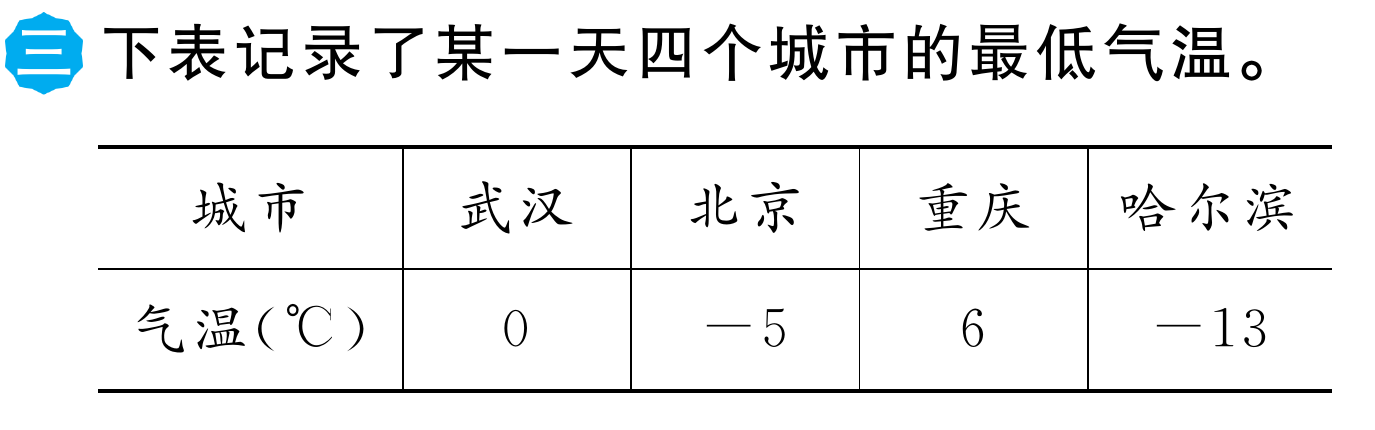 三 下表记录了某一天四个城市的最低气温。
城市 武汉 北京 重庆 哈尔滨
气温(℃) 0 －5 6 －13